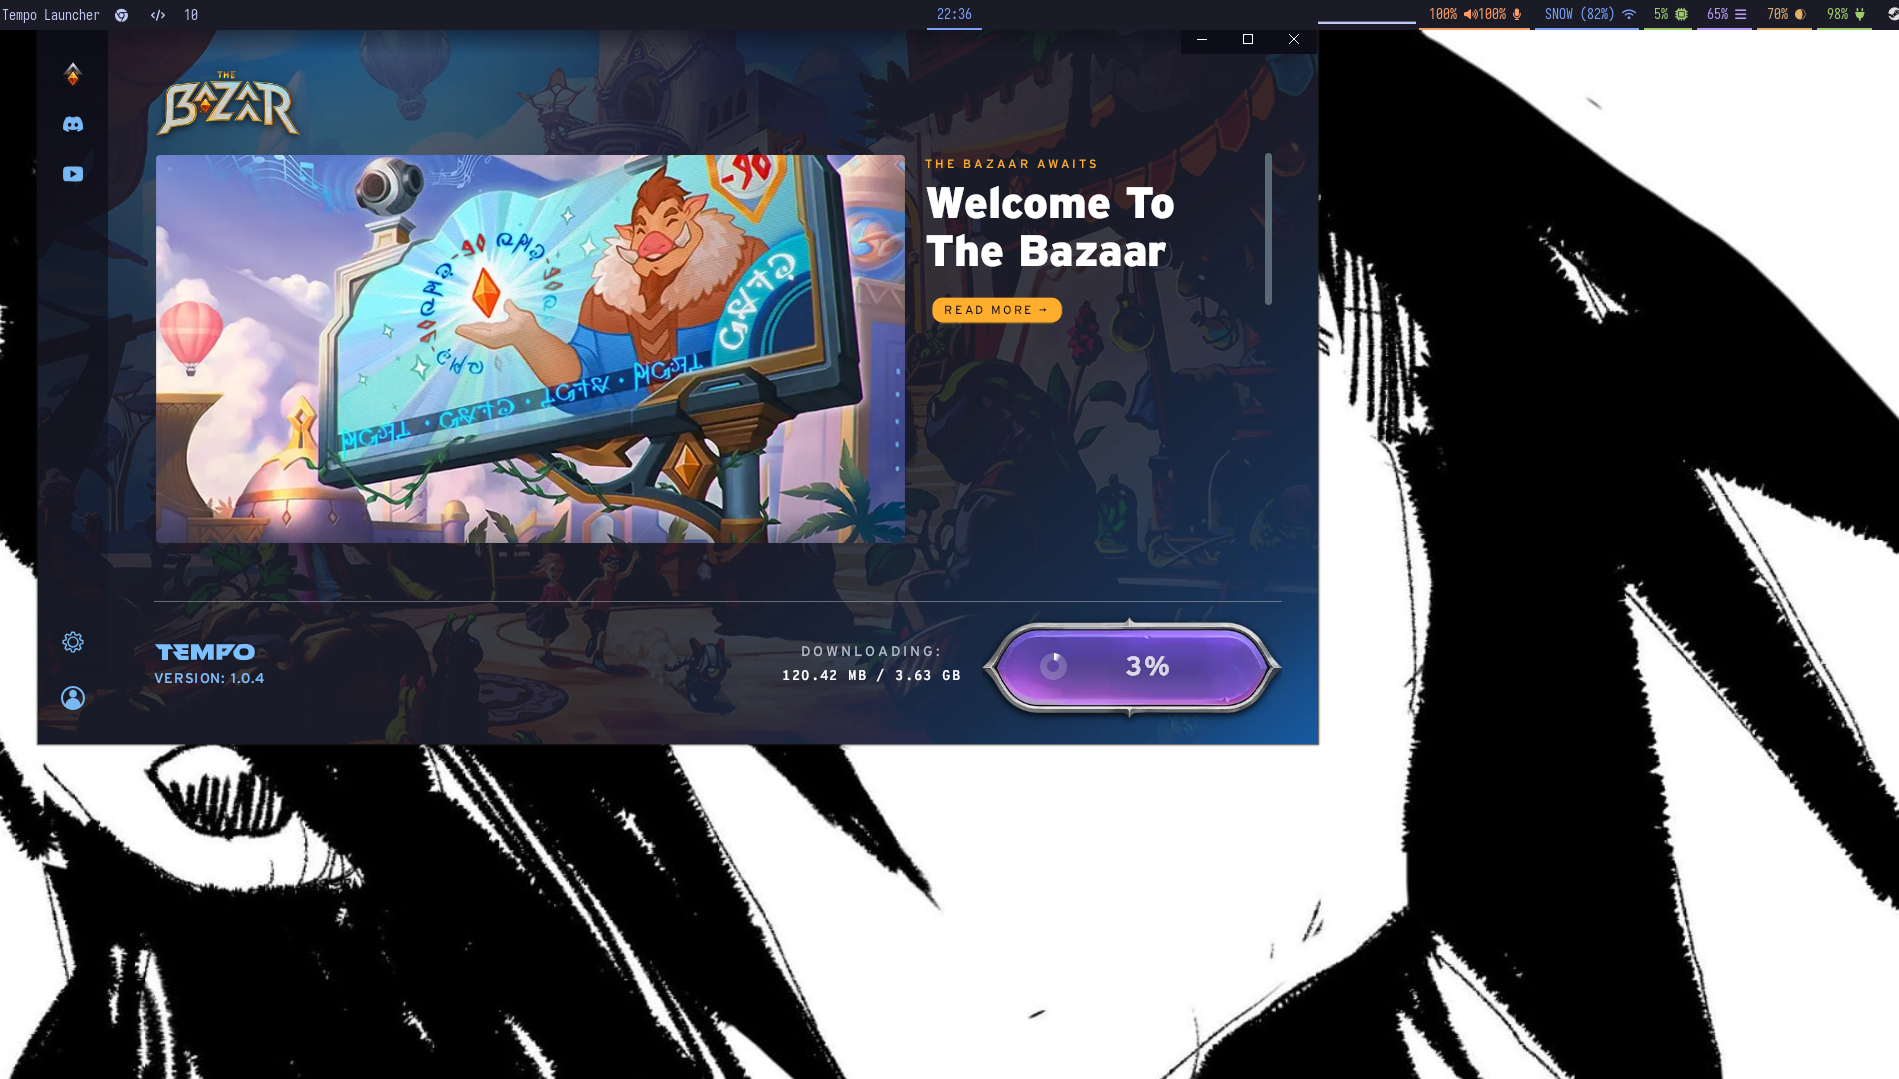 Tempo Launcher 10 22:36 100% 100% SNOW (82%) 5% 65% 70% 98%
THE
BAZAAR
THE BAZAAR AWAITS
Welcome To
The Bazaar
READ MORE →
-90
TEMPO
VERSION: 1.0.4
DOWNLOADING:
120.42 MB / 3.63 GB
3%